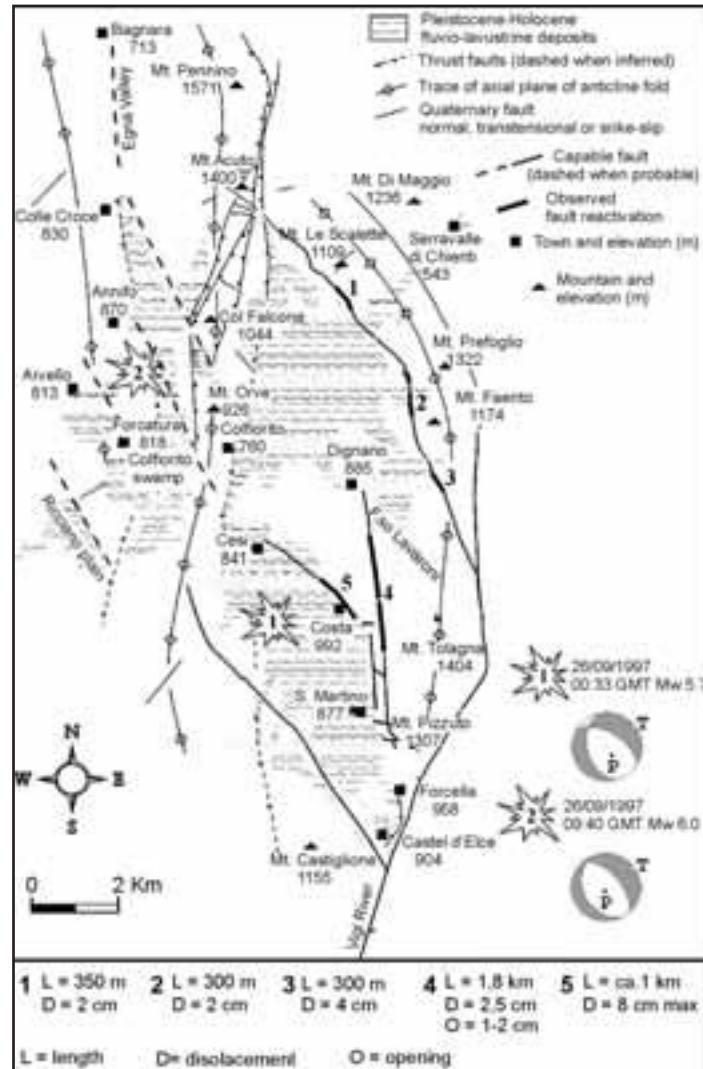 Bagnara
713
Egna Valley
Mt. Pennino
1571
Mt. Acuto
1400
Colle Croce
830
Annifo
870
Arvello
813
Forcatura
818
Colfiorito
swamp
Col Falcone
1044
Mt. Orve
926
Colfiorito
760
Cesi
841
Dignano
885
Costa
992
S. Martino
877
Mt. Pizzuto
1307
Forcella
958
Castel d'Elce
904
Mt. Castiglione
1155
Vigi River
Mt. Tolagna
1404
Mt. Le Scalette
1109
Mt. Di Maggio
1236
Serravalle
di Chienti
543
Mt. Prefoglio
1322
Mt. Faento
1174
1
2
3
4
5
1
2
Pleistocene-Holocene
fluvio-lavustrine
deposits
Thrust faults (dashed when inferred)
Trace of axial plane of anticline fold
Quaternary fault
normal, transtensional or srike-slip
Capable fault
(dashed when probable)
Observed
fault reactivation
Town and elevation (m)
Mountain and
elevation (m)
1
26/09/1997
00:33 GMT Mw 5.7
T
P
26/09/1997
09:40 GMT Mw 6.0
T
P
N
W E
S
0 2 Km
1 L = 350 m
D = 2 cm
2 L = 300 m
D = 2 cm
3 L = 300 m
D = 4 cm
4 L = 1,8 km
D = 2,5 cm
O = 1-2 cm
5 L = ca.1 km
D = 8 cm max
L = length D= disolacement O = opening